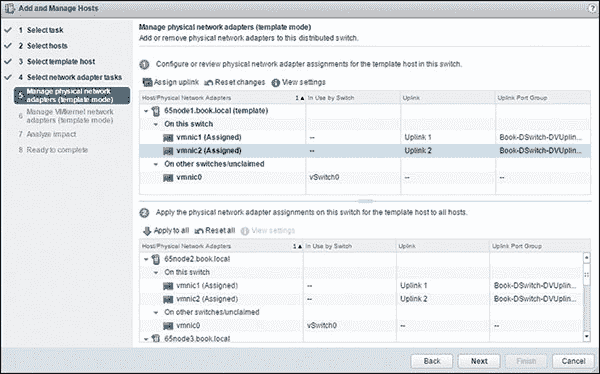 Add and Manage Hosts
1 Select task
2 Select hosts
3 Select template host
4 Select network adapter tasks
5 Manage physical network adapters (template mode)
6 Manage VMkernel network adapters (template mode)
7 Analyze impact
8 Ready to complete
Manage physical network adapters (template mode)
Add or remove physical network adapters to this distributed switch.
1 Configure or review physical network adapter assignments for the template host in this switch.
Assign uplink Reset changes View settings
Host/Physical Network Adapters 1▲ In Use by Switch Uplink Uplink Port Group
65node1.book.local (template)
On this switch
vmnic1 (Assigned) -- Uplink 1 Book-DSwitch-DVUplin...
vmnic2 (Assigned) -- Uplink 2 Book-DSwitch-DVUplin...
On other switches/unclaimed
vmnic0 vSwitch0 -- --
2 Apply the physical network adapter assignments on this switch for the template host to all hosts.
Apply to all Reset all View settings
Host/Physical Network Adapters 1▲ In Use by Switch Uplink Uplink Port Group
65node2.book.local
On this switch
vmnic1 (Assigned) -- Uplink 1 Book-DSwitch-DVUplin...
vmnic2 (Assigned) -- Uplink 2 Book-DSwitch-DVUplin...
On other switches/unclaimed
vmnic0 vSwitch0 -- --
65node3.book.local
Back Next Finish Cancel